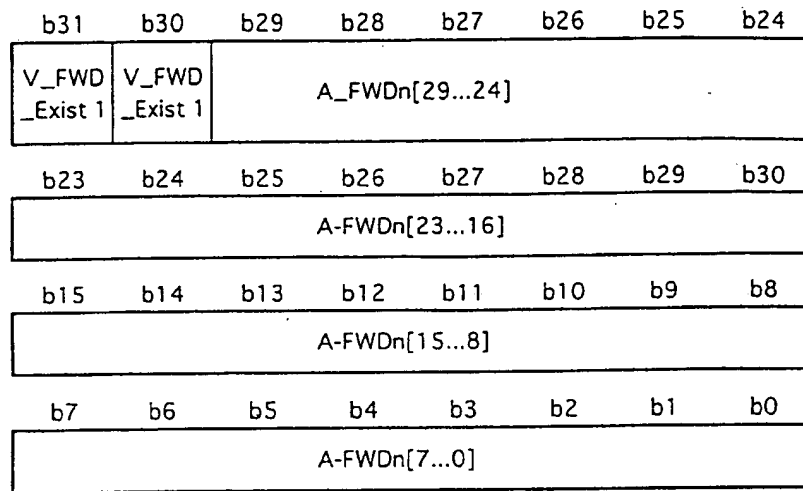 b31 b30 b29 b28 b27 b26 b25 b24
V_FWD V_FWD A_FWDn[29...24]
_Exist 1 _Exist 1
b23 b24 b25 b26 b27 b28 b29 b30
A-FWDn[23...16]
b15 b14 b13 b12 b11 b10 b9 b8
A-FWDn[15...8]
b7 b6 b5 b4 b3 b2 b1 b0
A-FWDn[7...0]